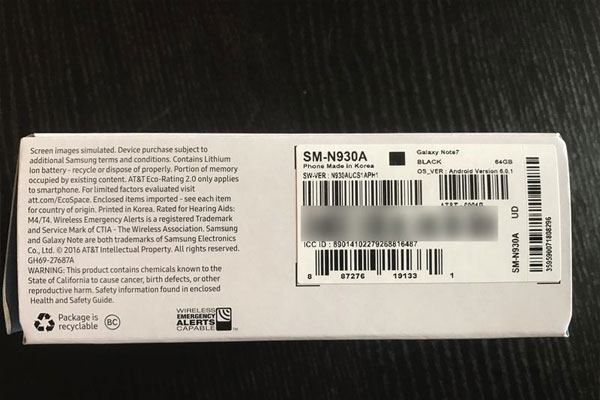 Screen images simulated. Device purchase subject to
additional Samsung terms and conditions. Contains Lithium
Ion battery - recycle or dispose of properly. Portion of memory
occupied by existing content. AT&T Eco-Rating 2.0 only applies
to smartphone. For limited factors evaluated visit
att.com/EcoSpace. Enclosed items imported - see each item
for country of origin. Printed in Korea. Rated for Hearing Aids:
M4/T4. Wireless Emergency Alerts is a registered Trademark
and Service Mark of CTIA - The Wireless Association. Samsung
and Galaxy Note are both trademarks of Samsung Electronics
Co., Ltd. © 2016 AT&T Intellectual Property. All rights reserved.
GH69-27687A
WARNING: This product contains chemicals known to the
State of California to cause cancer, birth defects, or other
reproductive harm. Safety information found in enclosed
Health and Safety Guide.
Package is
recyclable
BC
WIRELESS
EMERGENCY
ALERTS
CAPABLE
TM
SM-N930A
Phone Made in Korea
Galaxy Note7
BLACK 64GB
SW-VER : N930AUCS1APH1
OS_VER : Android Version 6.0.1
AT&T
ICC ID : 89014102279268816487
8 87276 19133 1
SM-N930A UD